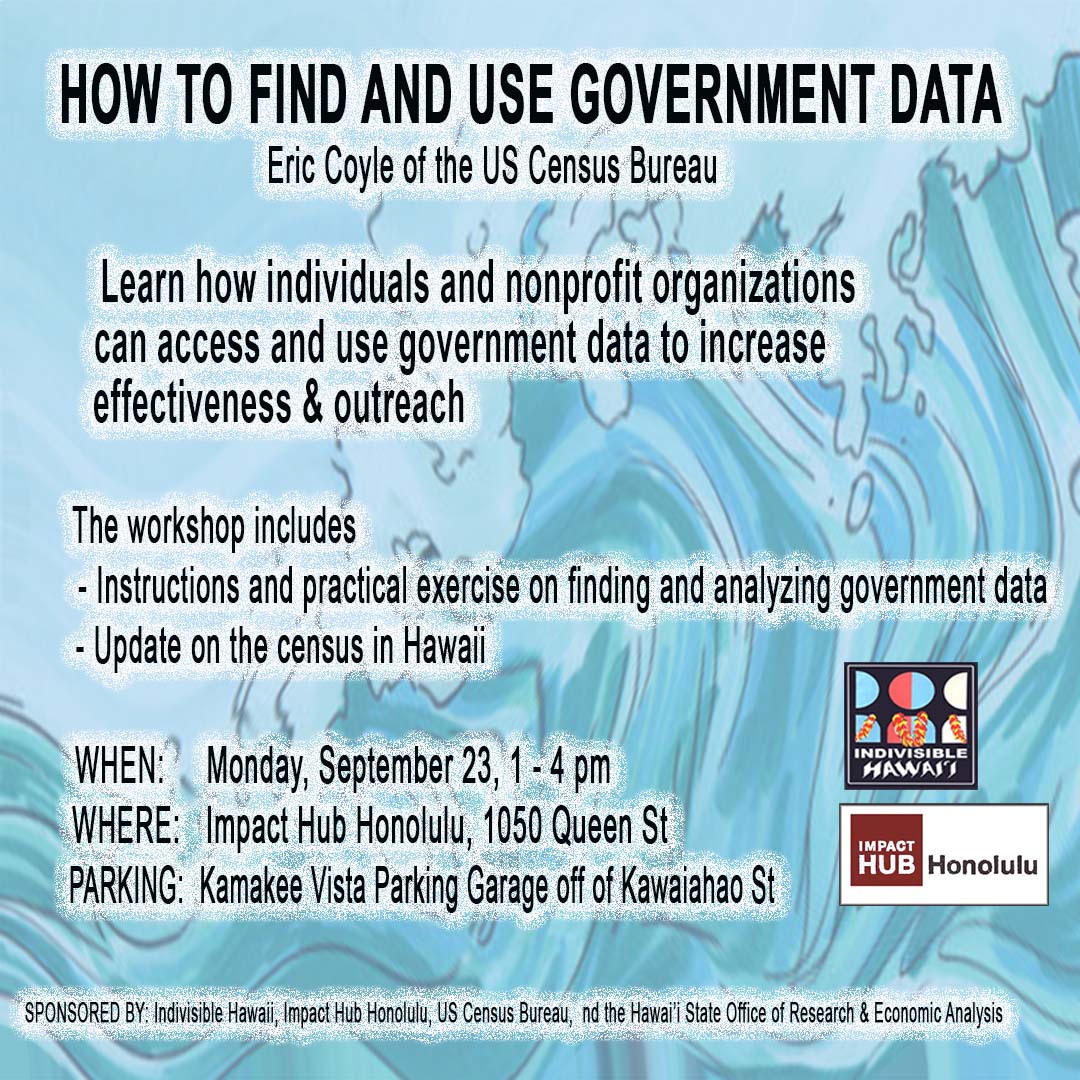 HOW TO FIND AND USE GOVERNMENT DATA
Eric Coyle of the US Census Bureau
Learn how individuals and nonprofit organizations
can access and use government data to increase
effectiveness & outreach
The workshop includes
- Instructions and practical exercise on finding and analyzing government data
- Update on the census in Hawaii
INDIVISIBLE
HAWAI'I
WHEN: Monday, September 23, 1 - 4 pm
WHERE: Impact Hub Honolulu, 1050 Queen St
PARKING: Kamakee Vista Parking Garage off of Kawaiahao St
IMPACT
HUB Honolulu
SPONSORED BY: Indivisible Hawaii, Impact Hub Honolulu, US Census Bureau, nd the Hawai'i State Office of Research & Economic Analysis